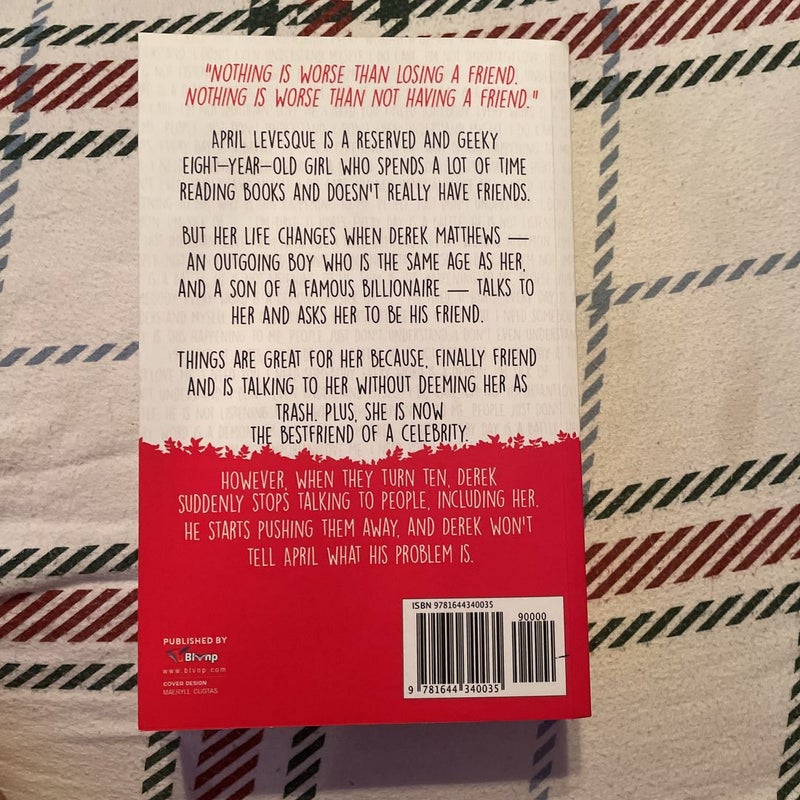 "NOTHING IS WORSE THAN LOSING A FRIEND.
NOTHING IS WORSE THAN NOT HAVING A FRIEND."
APRIL LEVESQUE IS A RESERVED AND GEEKY
EIGHT-YEAR-OLD GIRL WHO SPENDS A LOT OF TIME
READING BOOKS AND DOESN'T REALLY HAVE FRIENDS.
BUT HER LIFE CHANGES WHEN DEREK MATTHEWS —
AN OUTGOING BOY WHO IS THE SAME AGE AS HER,
AND A SON OF A FAMOUS BILLIONAIRE — TALKS TO
HER AND ASKS HER TO BE HIS FRIEND.
THINGS ARE GREAT FOR HER BECAUSE, FINALLY FRIEND
AND IS TALKING TO HER WITHOUT DEEMING HER AS
TRASH. PLUS, SHE IS NOW
THE BESTFRIEND OF A CELEBRITY.
HOWEVER, WHEN THEY TURN TEN, DEREK
SUDDENLY STOPS TALKING TO PEOPLE, INCLUDING HER.
HE STARTS PUSHING THEM AWAY, AND DEREK WON'T
TELL APRIL WHAT HIS PROBLEM IS.
ISBN 9781644340035
90000
9 781644 340035
PUBLISHED BY
Blvnp
www.blvnp.com
COVER DESIGN
MAERYLL CUGTAS